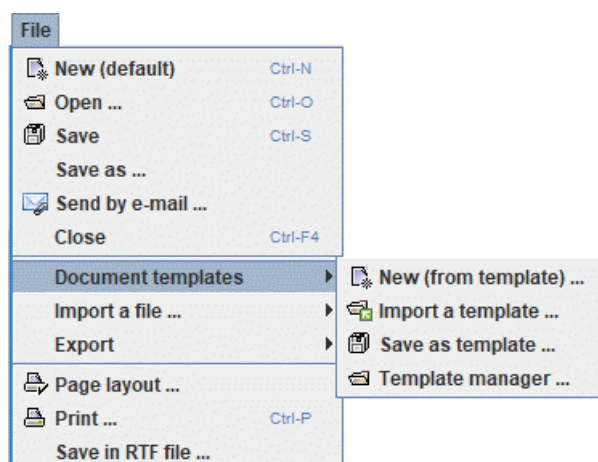 File
New (default) Ctrl-N
Open ... Ctrl-O
Save Ctrl-S
Save as ...
Send by e-mail ...
Close Ctrl-F4
Document templates
New (from template) ...
Import a file ...
Import a template ...
Export
Save as template ...
Template manager ...
Page layout ...
Print ... Ctrl-P
Save in RTF file ...